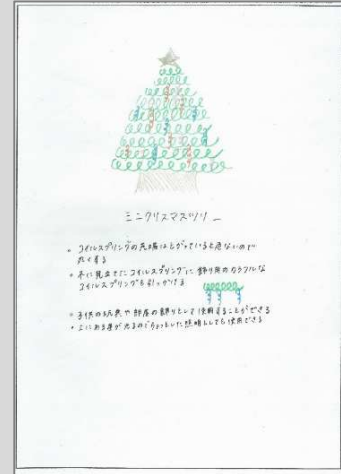 ミニクリスマスツリー
• コイルスプリングの先端はとがっていると危ないので
丸くする
• 木に見立てたコイルスプリングに飾り用のカラフルな
コイルスプリングを引っかける
• 子供の玩具や部屋の飾りとして使用することができる
• 上にある星が光るのでちょっとした照明としても使用できる